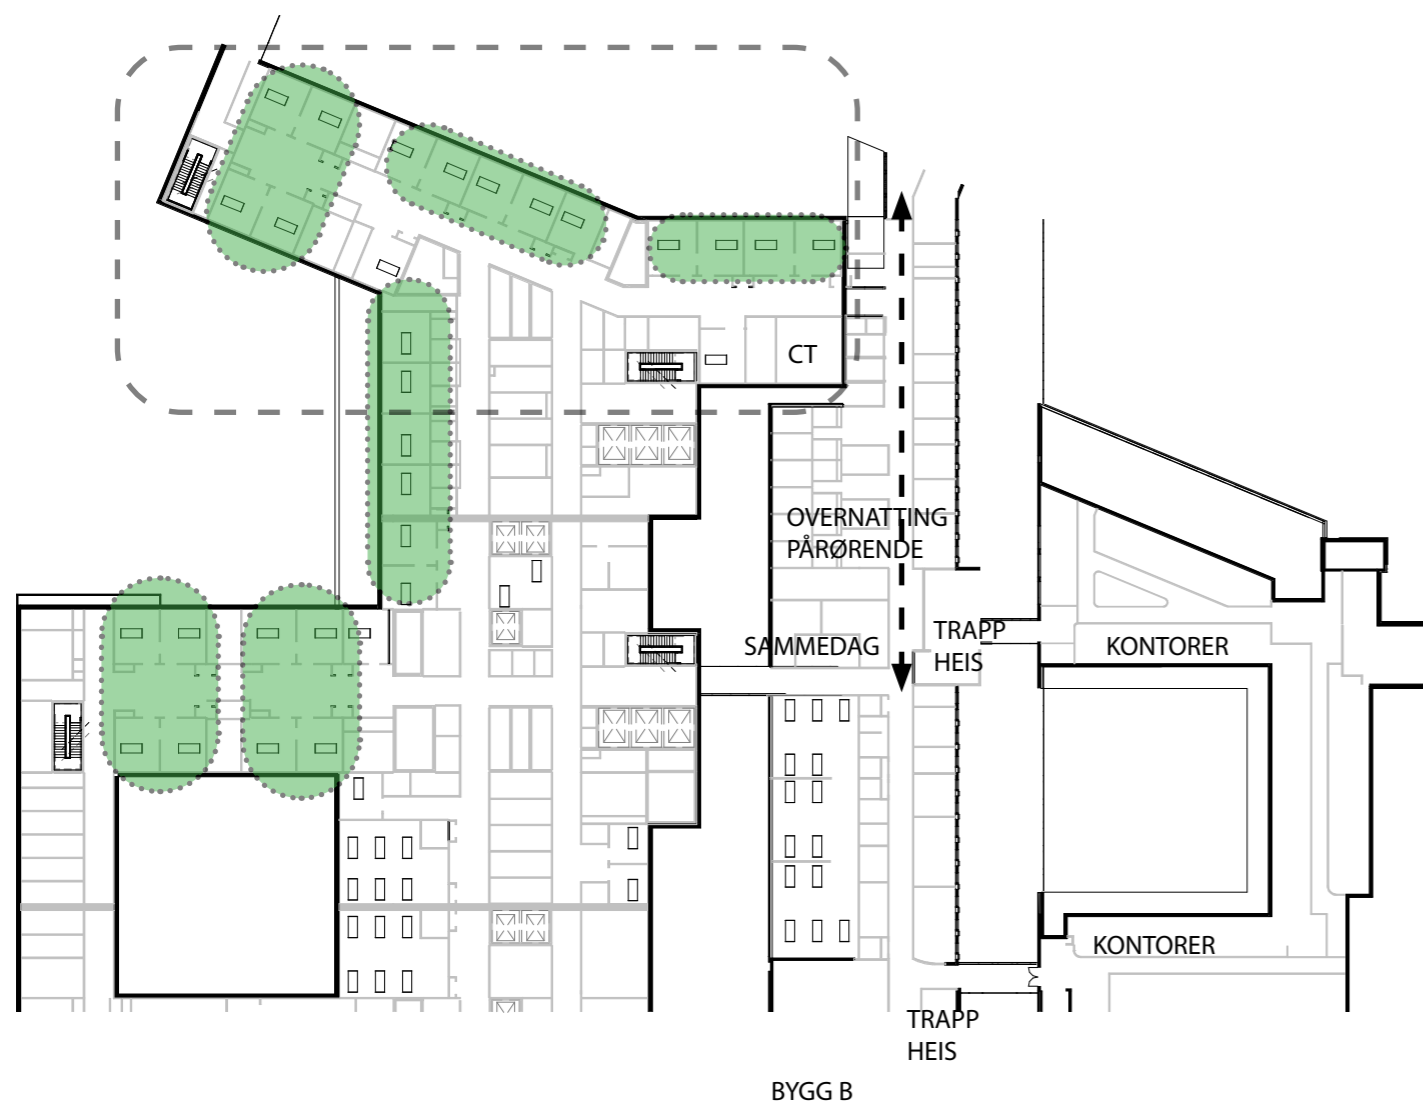 CT
OVERNATTING
PÅRØRENDE
SAMMEDAG
TRAPP
HEIS
KONTORER
KONTORER
TRAPP
HEIS
BYGG B